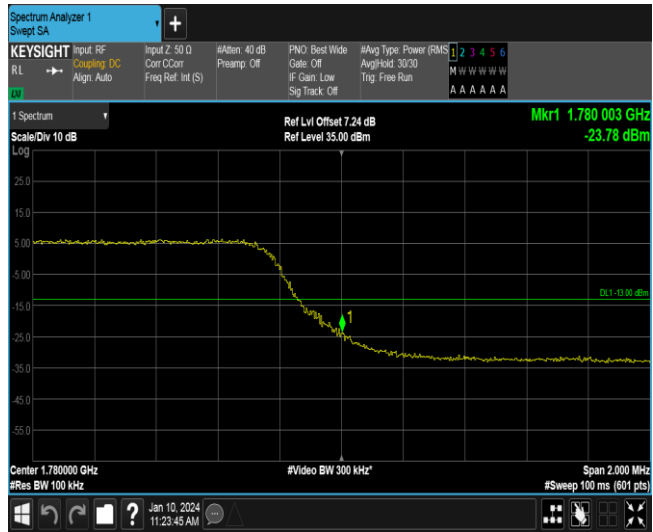 Spectrum Analyzer 1
Swept SA
+
KEYSIGHT
RL
Input: RF
Coupling: DC
Align: Auto
Input Z: 50 Ω
Corr CCorr
Freq Ref: Int (S)
#Atten: 40 dB
Preamp: Off
PNO: Best Wide
Gate: Off
IF Gain: Low
Sig Track: Off
#Avg Type: Power (RMS
Avg|Hold: 30/30
Trig: Free Run
1 2 3 4 5 6
M W W W W W
A A A A A A
1 Spectrum
Scale/Div 10 dB
Ref Lvl Offset 7.24 dB
Ref Level 35.00 dBm
Mkr1 1.780 003 GHz
-23.78 dBm
Log
25.0
15.0
5.00
-5.00
-15.0
-25.0
-35.0
-45.0
-55.0
DL1 -13.00 dBm
1
Center 1.780000 GHz
#Res BW 100 kHz
#Video BW 300 kHz*
Span 2.000 MHz
#Sweep 100 ms (601 pts)
?
Jan 10, 2024
11:23:45 AM